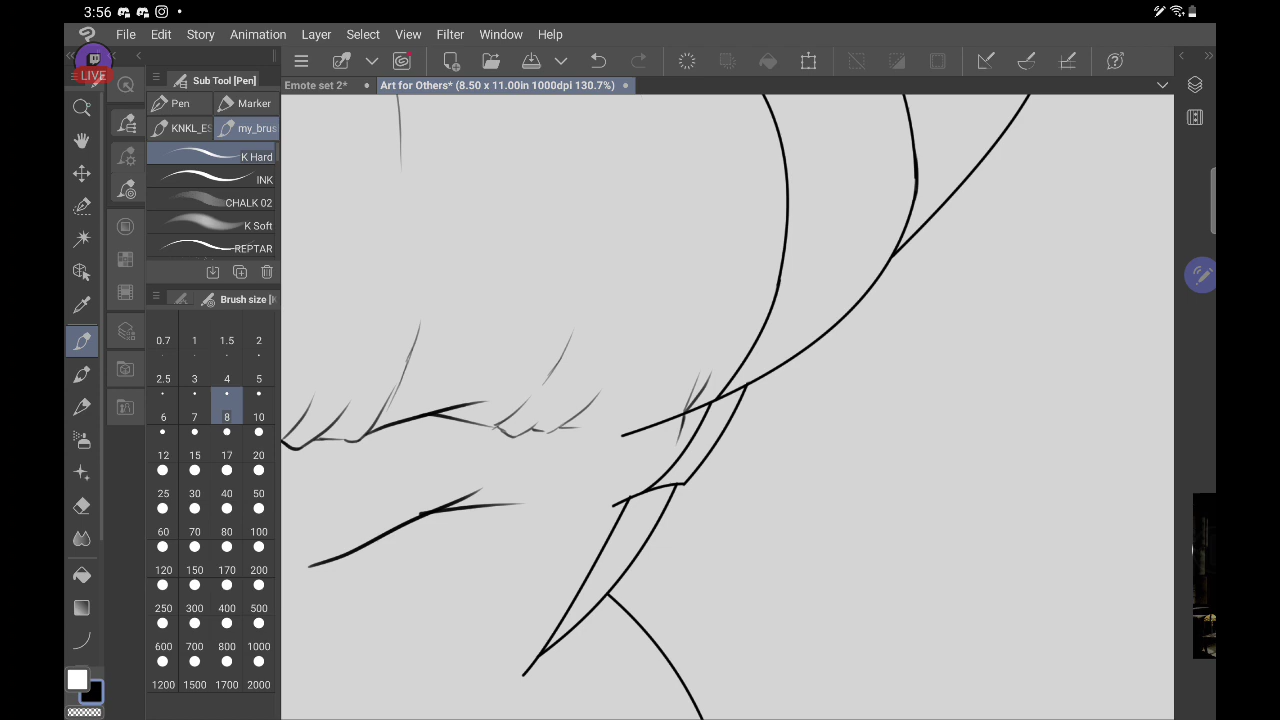 3:56
File Edit Story Animation Layer Select View Filter Window Help
LIVE
Sub Tool [Pen]
Emote set 2*
Art for Others* (8.50 x 11.00in 1000dpi 130.7%)
Pen Marker
KNKL_ES my_brus
K Hard
INK
CHALK 02
K Soft
REPTAR
Brush size [
0.7 1 1.5 2
2.5 3 4 5
6 7 8 10
12 15 17 20
25 30 40 50
60 70 80 100
120 150 170 200
250 300 400 500
600 700 800 1000
1200 1500 1700 2000